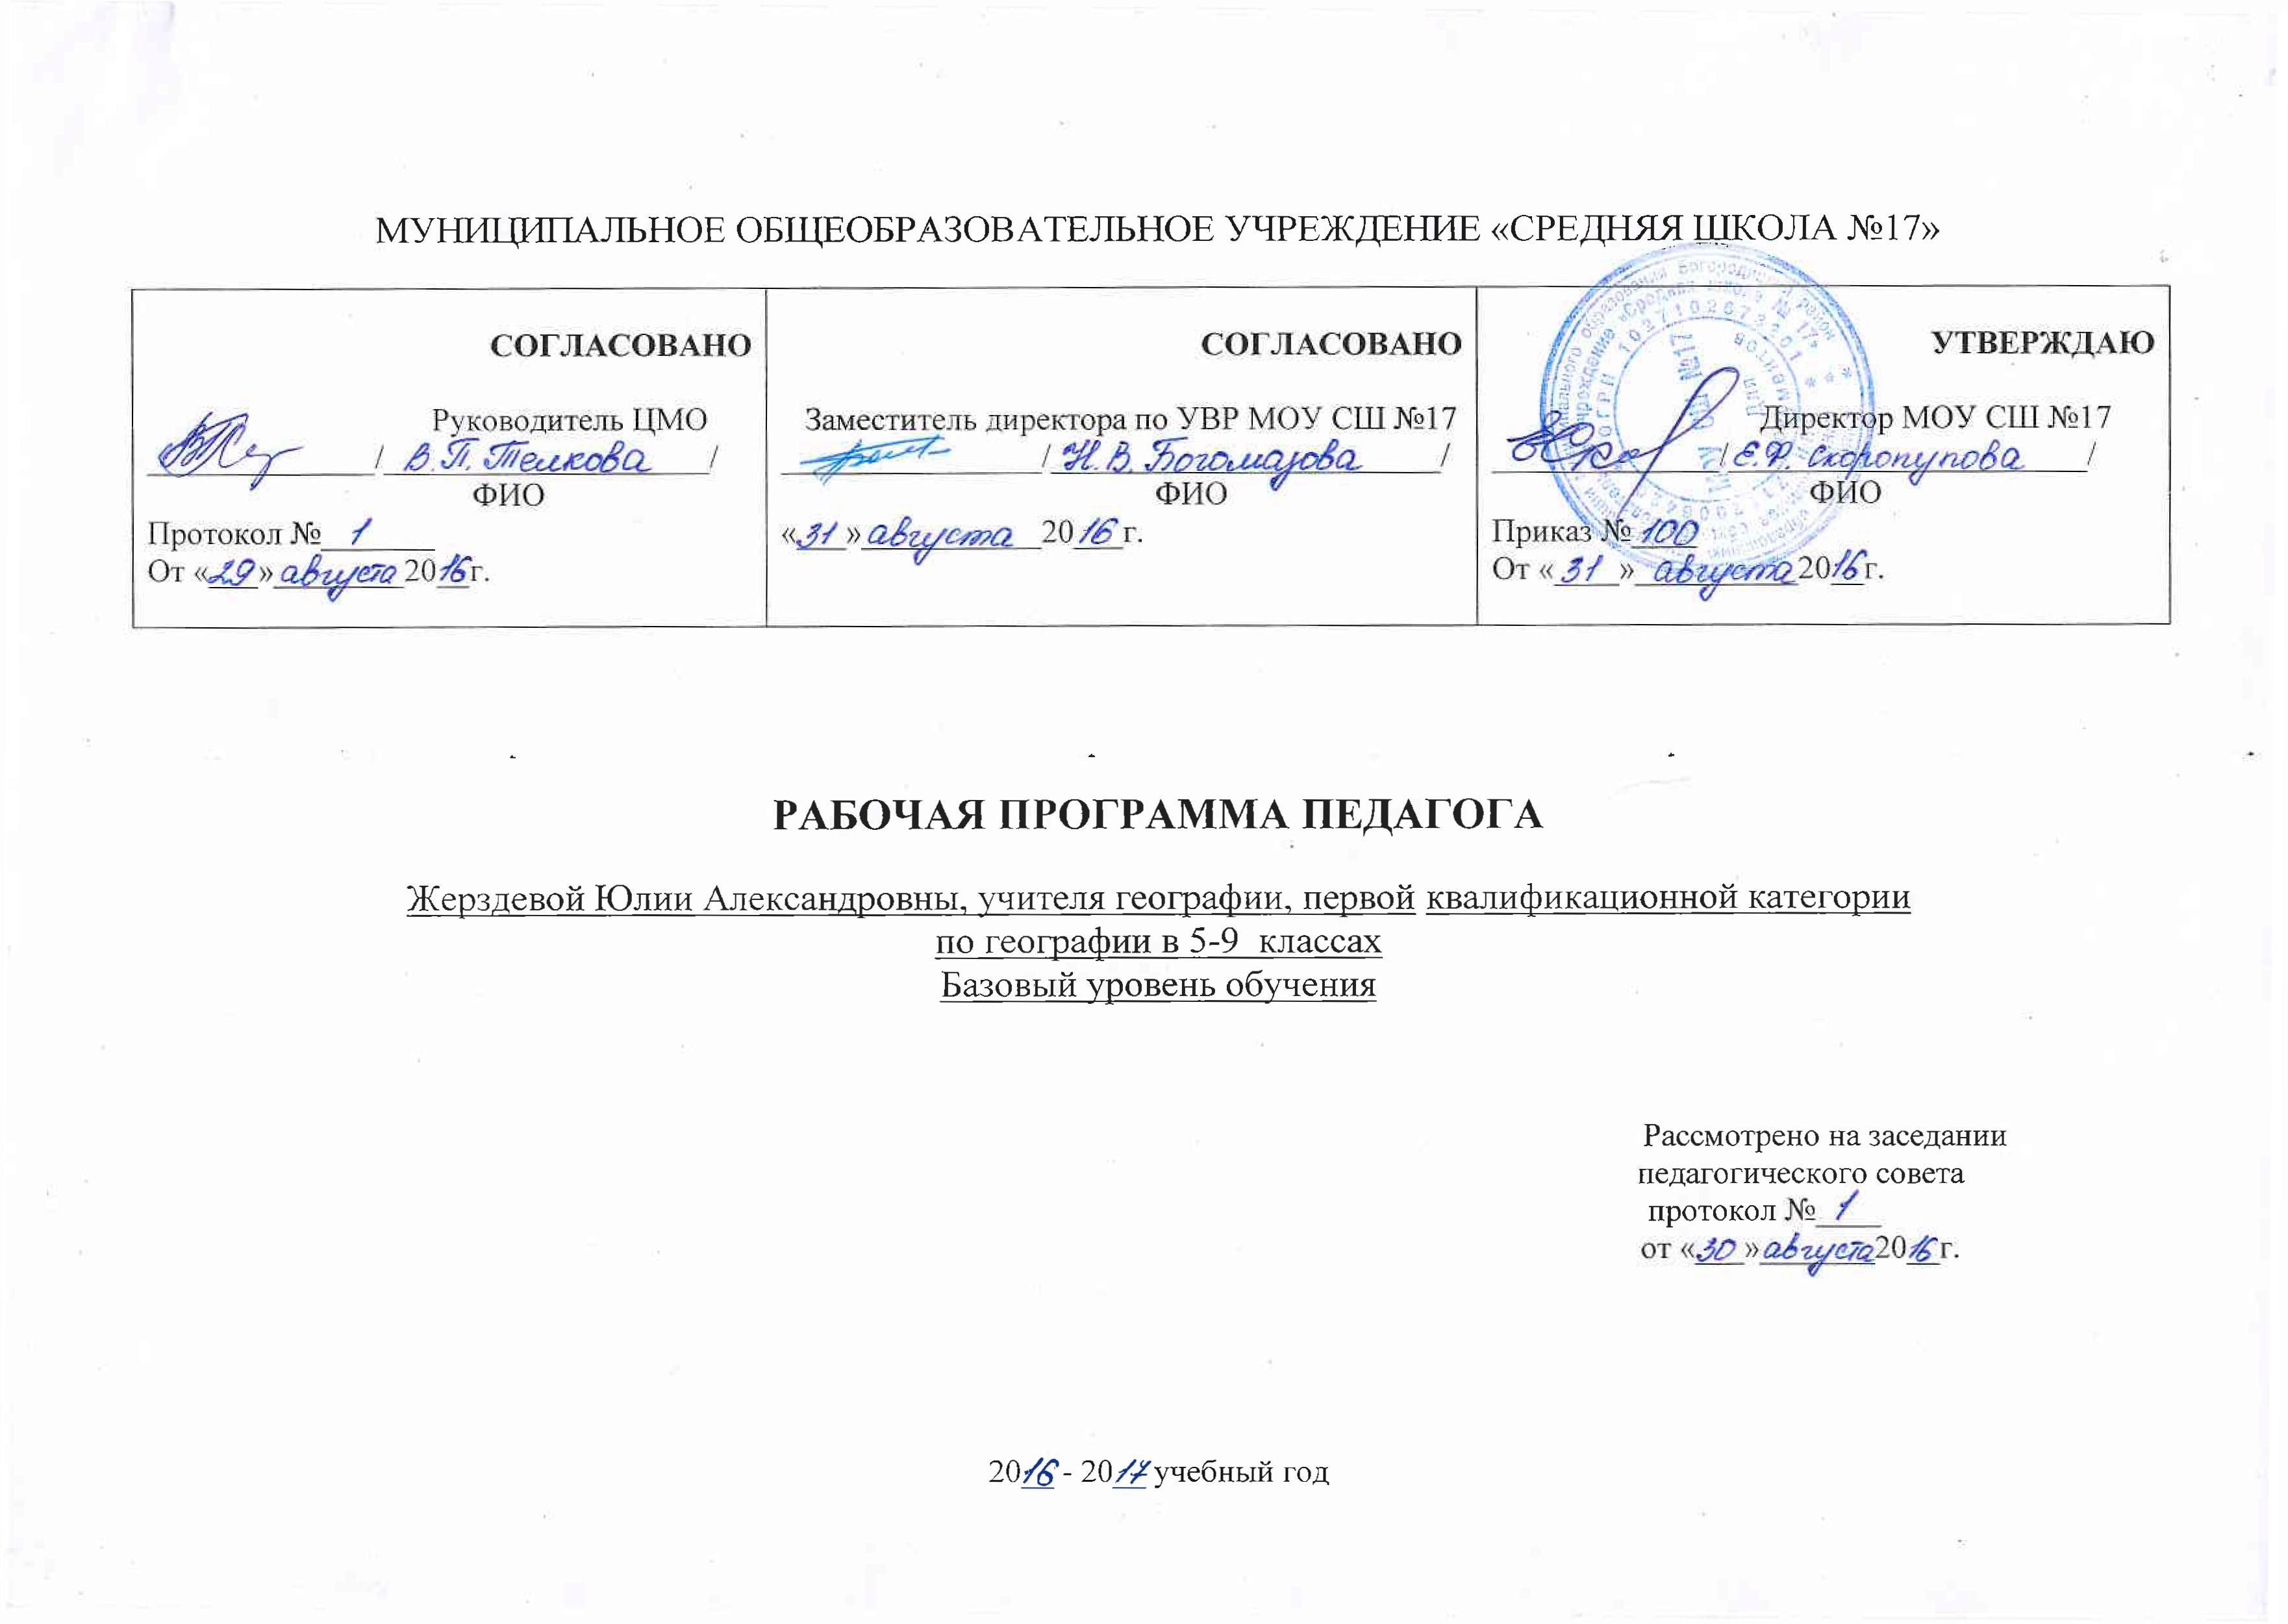 МУНИЦИПАЛЬНОЕ ОБЩЕОБРАЗОВАТЕЛЬНОЕ УЧРЕЖДЕНИЕ «СРЕДНЯЯ ШКОЛА №17»
СОГЛАСОВАНО
Руководитель ЦМО
/ В.П. Телкова /
ФИО
Протокол № 1
От «29» августа 2016 г.
СОГЛАСОВАНО
Заместитель директора по УВР МОУ СШ №17
/ Н.В. Богомазова /
ФИО
«31» августа 2016 г.
УТВЕРЖДАЮ
Директор МОУ СШ №17
/ Е.Ф. Скоропупова /
ФИО
Приказ № 100
От «31» августа 2016 г.
РАБОЧАЯ ПРОГРАММА ПЕДАГОГА
Жерздевой Юлии Александровны, учителя географии, первой квалификационной категории
по географии в 5-9 классах
Базовый уровень обучения
Рассмотрено на заседании
педагогического совета
протокол № 1
от «30» августа 2016 г.
2016 - 2017 учебный год